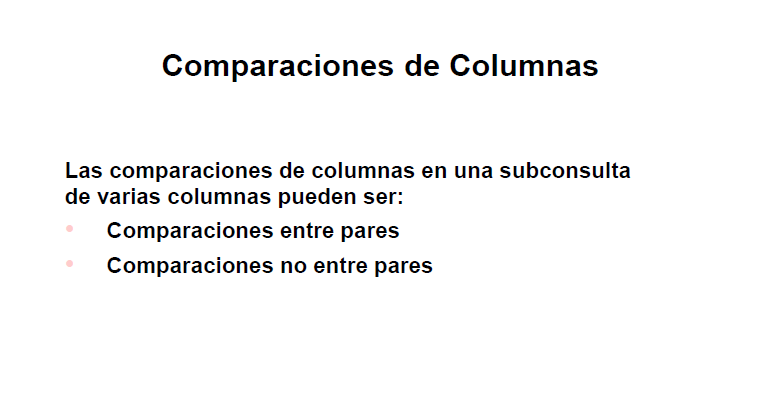 Comparaciones de Columnas
Las comparaciones de columnas en una subconsulta
de varias columnas pueden ser:
• Comparaciones entre pares
• Comparaciones no entre pares